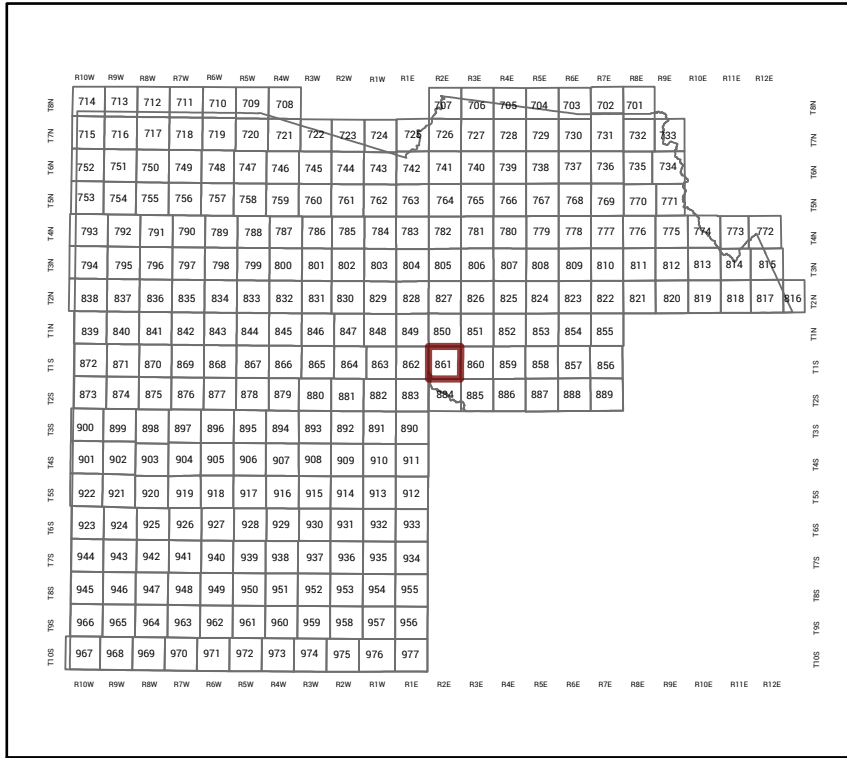 R10W R9W R8W R7W R6W R5W R4W R3W R2W R1W R1E R2E R3E R4E R5E R6E R7E R8E R9E R10E R11E R12E
T8N 714 713 712 711 710 709 708 707 706 705 704 703 702 701 T8N
T7N 715 716 717 718 719 720 721 722 723 724 725 726 727 728 729 730 731 732 733 T7N
T6N 752 751 750 749 748 747 746 745 744 743 742 741 740 739 738 737 736 735 734 T6N
T5N 753 754 755 756 757 758 759 760 761 762 763 764 765 766 767 768 769 770 771 T5N
T4N 793 792 791 790 789 788 787 786 785 784 783 782 781 780 779 778 777 776 775 774 773 772 T4N
T3N 794 795 796 797 798 799 800 801 802 803 804 805 806 807 808 809 810 811 812 813 814 815 T3N
T2N 838 837 836 835 834 833 832 831 830 829 828 827 826 825 824 823 822 821 820 819 818 817 816 T2N
T1N 839 840 841 842 843 844 845 846 847 848 849 850 851 852 853 854 855 T1N
T1S 872 871 870 869 868 867 866 865 864 863 862 861 860 859 858 857 856 T1S
T2S 873 874 875 876 877 878 879 880 881 882 883 884 885 886 887 888 889 T2S
T3S 900 899 898 897 896 895 894 893 892 891 890 T3S
T4S 901 902 903 904 905 906 907 908 909 910 911 T4S
T5S 922 921 920 919 918 917 916 915 914 913 912 T5S
T6S 923 924 925 926 927 928 929 930 931 932 933 T6S
T7S 944 943 942 941 940 939 938 937 936 935 934 T7S
T8S 945 946 947 948 949 950 951 952 953 954 955 T8S
T9S 966 965 964 963 962 961 960 959 958 957 956 T9S
T10S 967 968 969 970 971 972 973 974 975 976 977 T10S
R10W R9W R8W R7W R6W R5W R4W R3W R2W R1W R1E R2E R3E R4E R5E R6E R7E R8E R9E R10E R11E R12E